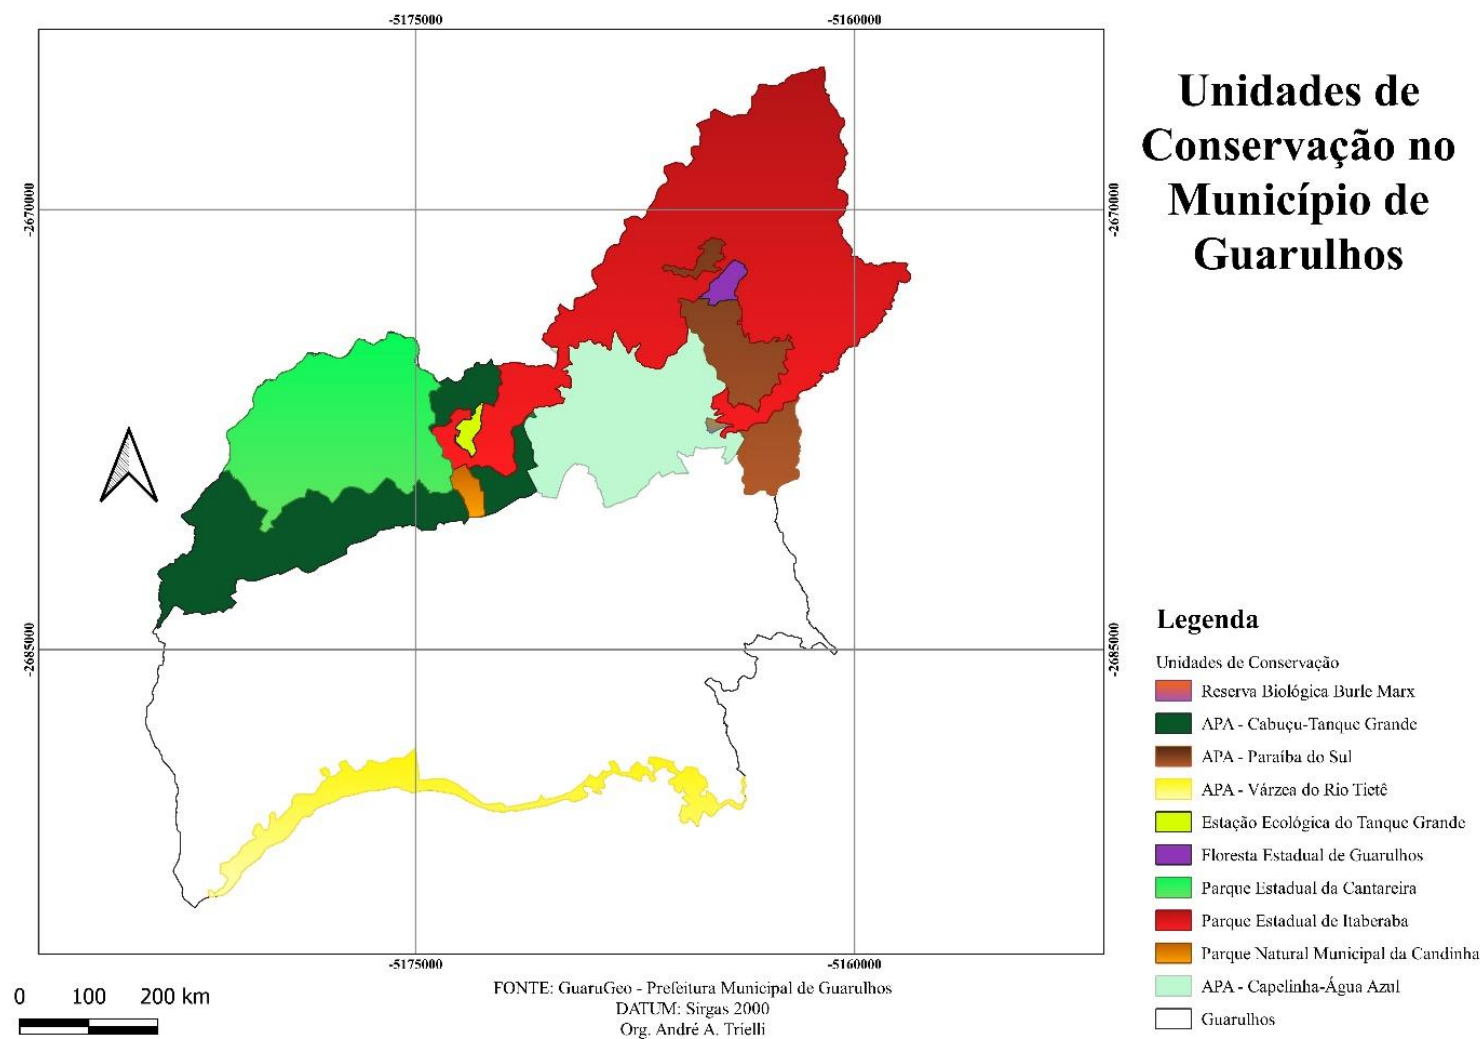 -5175000
-5160000
Unidades de
Conservação no
Município de
Guarulhos
-2670000
-2670000
-2685000
-2685000
Legenda
Unidades de Conservação
Reserva Biológica Burle Marx
APA - Cabuçu-Tanque Grande
APA - Paraíba do Sul
APA - Várzea do Rio Tietê
Estação Ecológica do Tanque Grande
Floresta Estadual de Guarulhos
Parque Estadual da Cantareira
Parque Estadual de Itaberaba
Parque Natural Municipal da Candinha
APA - Capelinha-Água Azul
Guarulhos
-5175000
-5160000
0 100 200 km
FONTE: GuaruGeo - Prefeitura Municipal de Guarulhos
DATUM: Sirgas 2000
Org. André A. Trielli